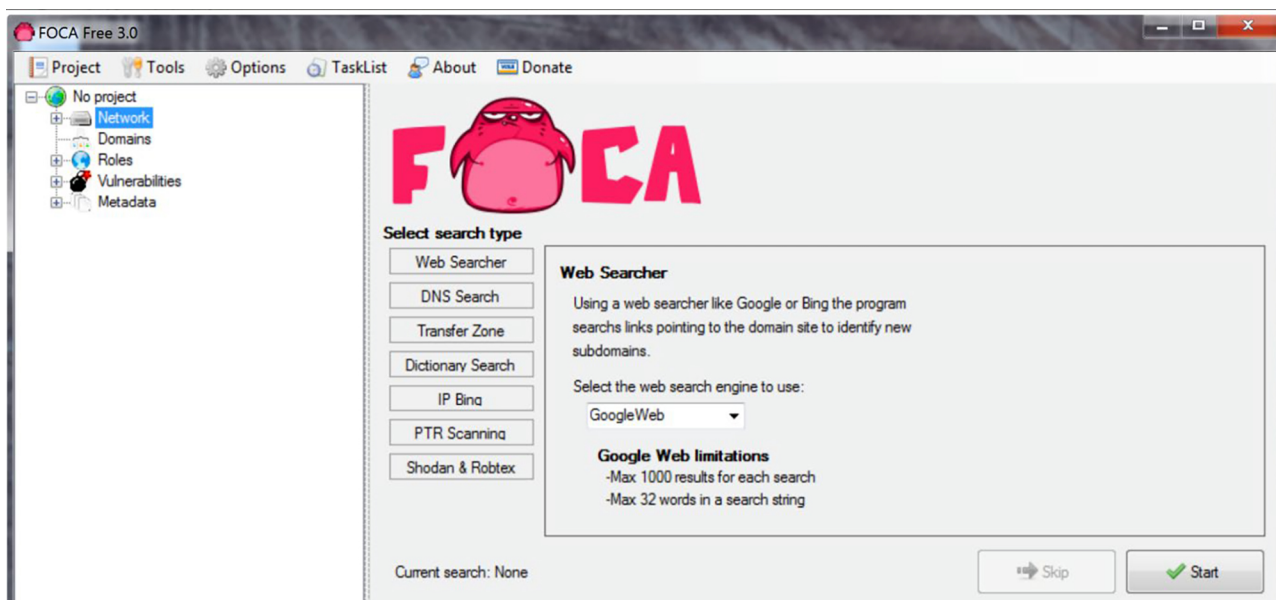 FOCA Free 3.0
Project Tools Options TaskList About Donate
No project
Network
Domains
Roles
Vulnerabilities
Metadata
FOCA
Select search type
Web Searcher
DNS Search
Transfer Zone
Dictionary Search
IP Bing
PTR Scanning
Shodan & Robtex
Web Searcher
Using a web searcher like Google or Bing the program
searchs links pointing to the domain site to identify new
subdomains.
Select the web search engine to use:
GoogleWeb
Google Web limitations
-Max 1000 results for each search
-Max 32 words in a search string
Current search: None
Skip
Start